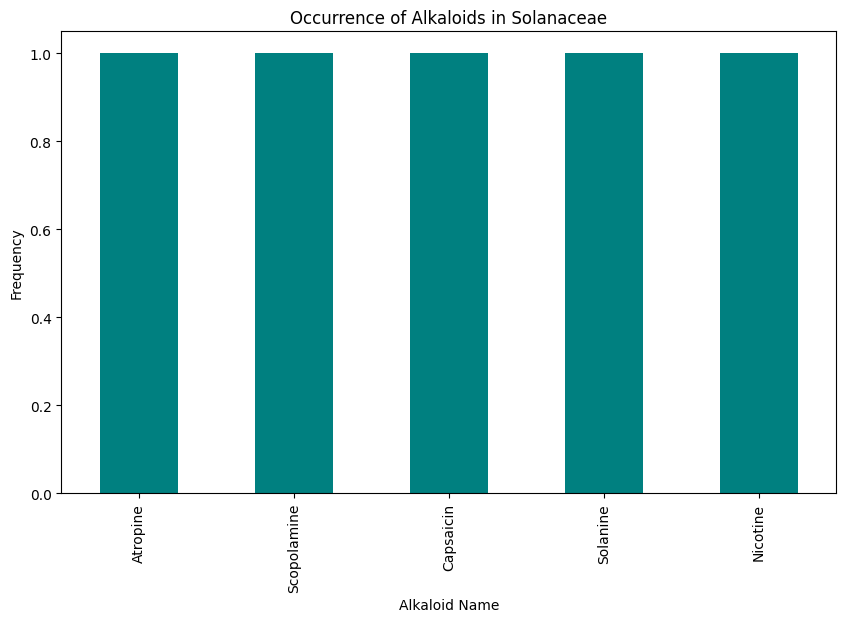 Occurrence of Alkaloids in Solanaceae
Frequency
1.0
0.8
0.6
0.4
0.2
0.0
Atropine
Scopolamine
Capsaicin
Solanine
Nicotine
Alkaloid Name